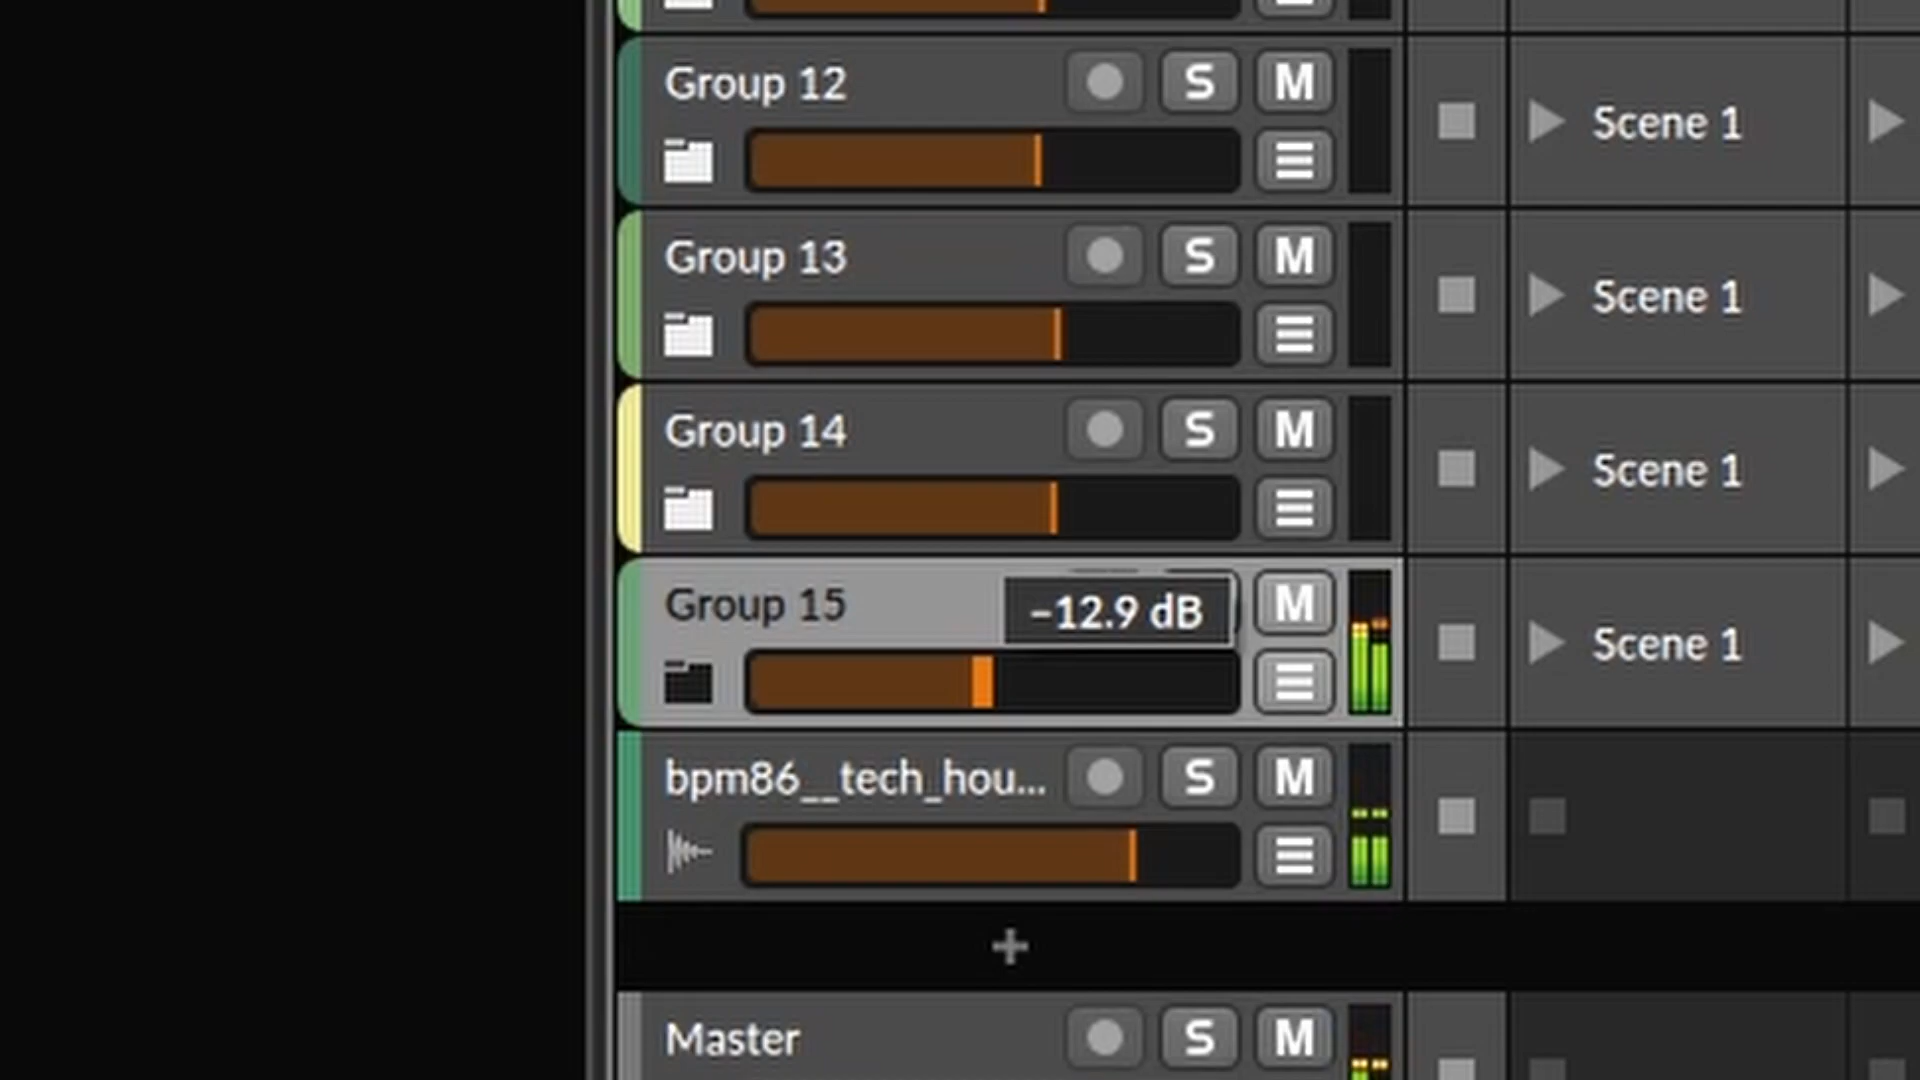 Group 12 S M
Scene 1
Group 13 S M
Scene 1
Group 14 S M
Scene 1
Group 15 −12.9 dB M
Scene 1
bpm86__tech_hou... S M
+
Master S M